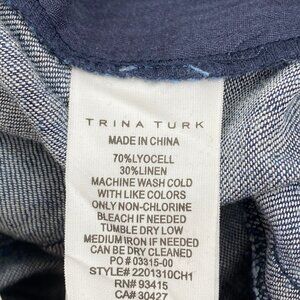 TRINA TURK
MADE IN CHINA
70%LYOCELL
30%LINEN
MACHINE WASH COLD
WITH LIKE COLORS
ONLY NON-CHLORINE
BLEACH IF NEEDED
TUMBLE DRY LOW
MEDIUM IRON IF NEEDED
CAN BE DRY CLEANED
PO # 03315-00
STYLE# 2201310CH1
RN# 93415
CA# 30427